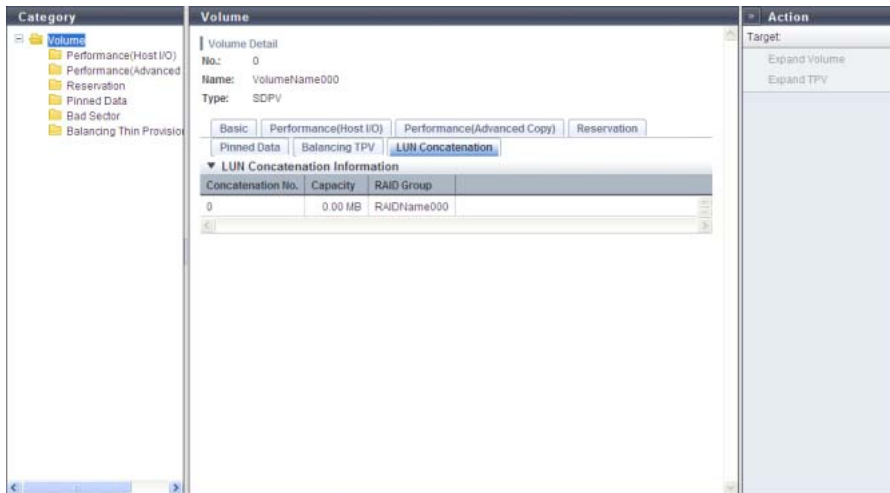 Category
Volume
Performance(Host I/O)
Performance(Advanced
Reservation
Pinned Data
Bad Sector
Balancing Thin Provision
Volume
Volume Detail
No.: 0
Name: VolumeName000
Type: SDPV
Basic Performance(Host I/O) Performance(Advanced Copy) Reservation
Pinned Data Balancing TPV LUN Concatenation
▼ LUN Concatenation Information
Concatenation No. Capacity RAID Group
0 0.00 MB RAIDName000
» Action
Target:
Expand Volume
Expand TPV